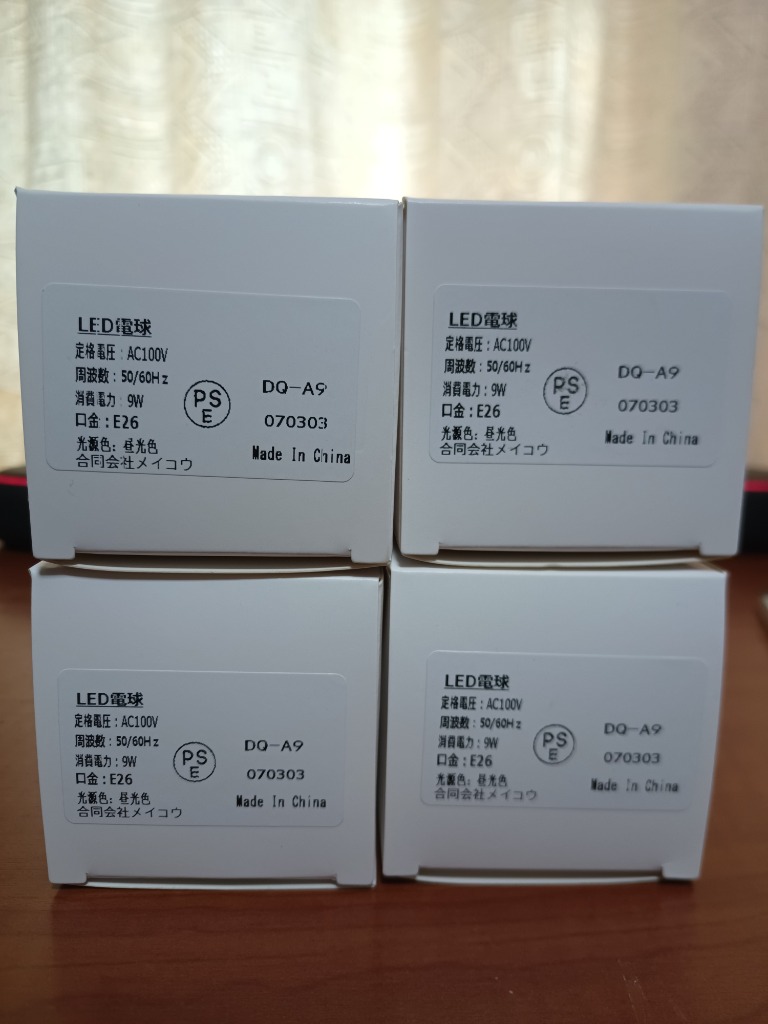 LED電球
定格電圧：AC100V
周波数：50/60Hz
消費電力：9W
口金：E26
光源色：昼光色
合同会社メイコウ
PS
E
DQ-A9
070303
Made In China
LED電球
定格電圧：AC100V
周波数：50/60Hz
消費電力：9W
口金：E26
光源色：昼光色
合同会社メイコウ
PS
E
DQ-A9
070303
Made In China
LED電球
定格電圧：AC100V
周波数：50/60Hz
消費電力：9W
口金：E26
光源色：昼光色
合同会社メイコウ
PS
E
DQ-A9
070303
Made In China
LED電球
定格電圧：AC100V
周波数：50/60Hz
消費電力：9W
口金：E26
光源色：昼光色
合同会社メイコウ
PS
E
DQ-A9
070303
Made In China